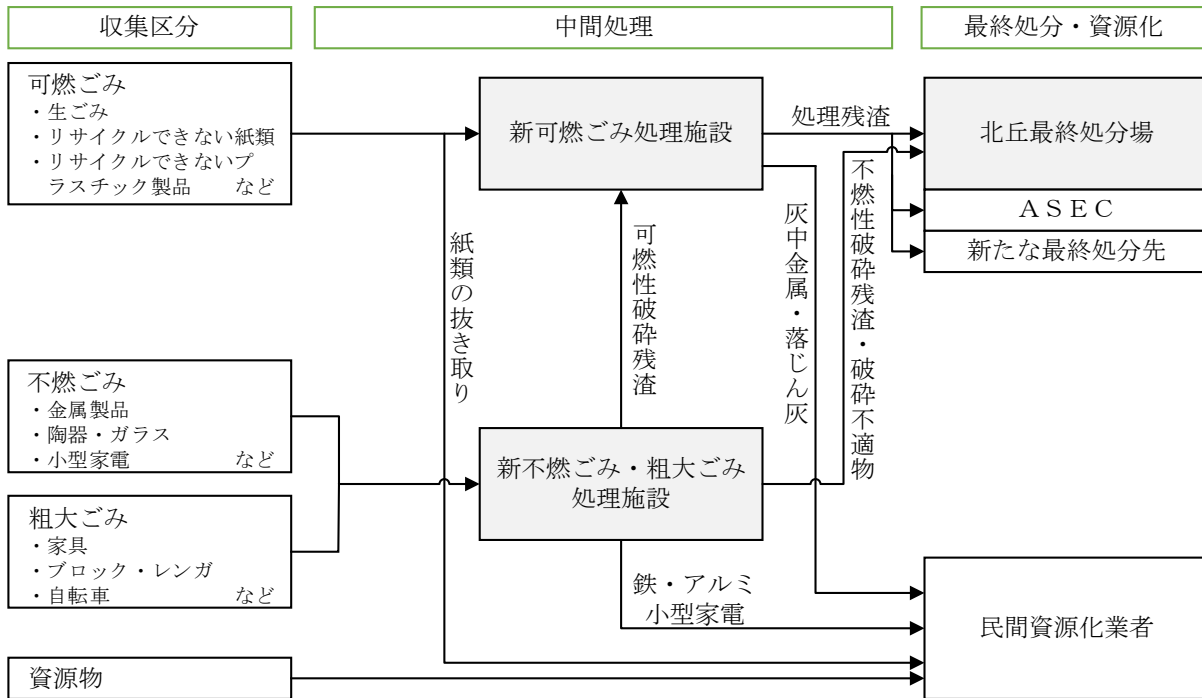 収集区分
中間処理
最終処分・資源化
可燃ごみ
・生ごみ
・リサイクルできない紙類
・リサイクルできないプ
ラスチック製品　　など
新可燃ごみ処理施設
処理残渣
北丘最終処分場
ＡＳＥＣ
新たな最終処分先
紙類の抜き取り
可燃性破砕残渣
灰中金属・落じん灰
不燃性破砕残渣・破砕不適物
不燃ごみ
・金属製品
・陶器・ガラス
・小型家電　　など
新不燃ごみ・粗大ごみ
処理施設
粗大ごみ
・家具
・ブロック・レンガ
・自転車　　など
鉄・アルミ
小型家電
民間資源化業者
資源物